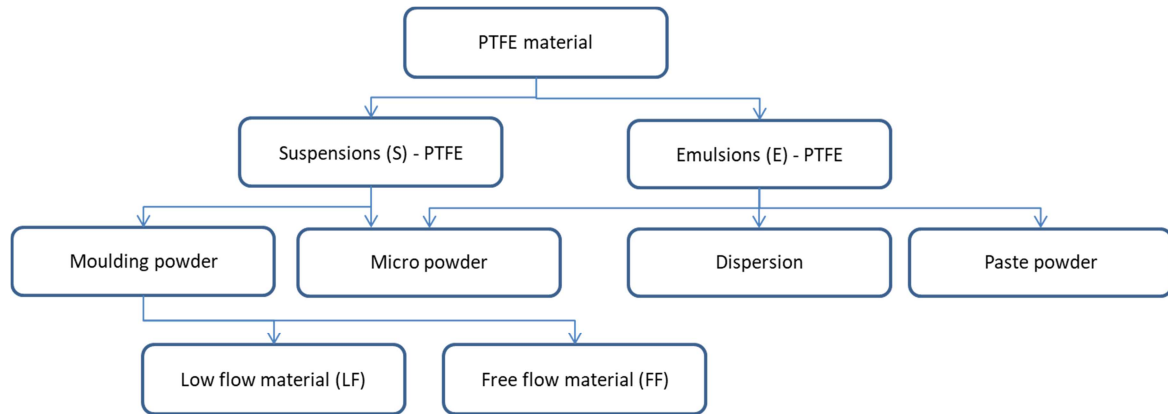 PTFE material
Suspensions (S) - PTFE
Emulsions (E) - PTFE
Moulding powder
Micro powder
Dispersion
Paste powder
Low flow material (LF)
Free flow material (FF)